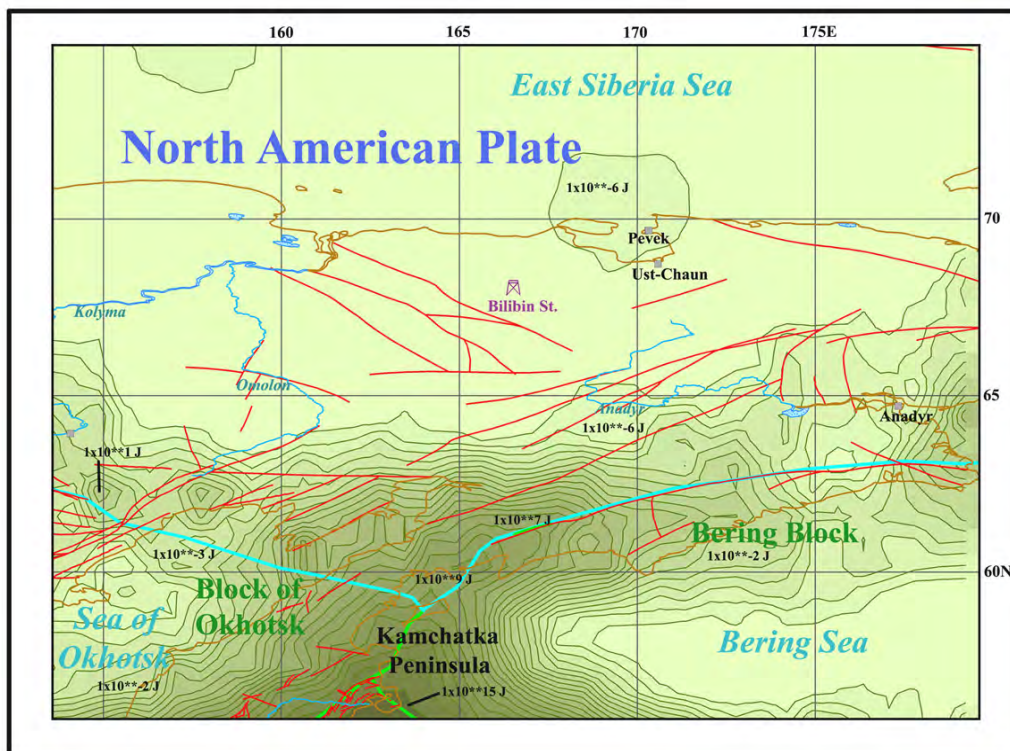 160
165
170
175E
East Siberia Sea
North American Plate
1x10**-6 J
70
Pevek
Ust-Chaun
Bilibin St.
Kolyma
Omolon
65
Anadyr
Anadyr
1x10**-6 J
1x10**1 J
1x10**7 J
Bering Block
1x10**-3 J
1x10**-2 J
60N
1x10**9 J
Block of
Okhotsk
Sea of
Okhotsk
Kamchatka
Peninsula
Bering Sea
1x10**-2 J
1x10**15 J